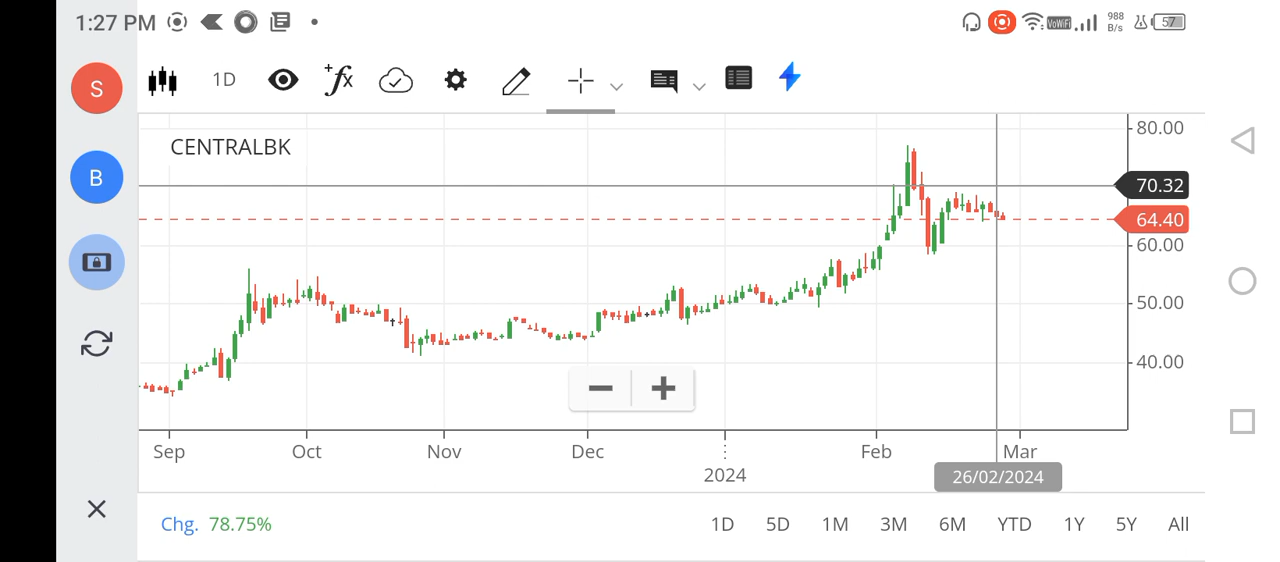 1:27 PM
VoWiFi
988
B/s
57
S
1D
+fx
B
CENTRALBK
80.00
70.32
64.40
60.00
50.00
40.00
Sep Oct Nov Dec Feb Mar
2024
26/02/2024
Chg. 78.75% 1D 5D 1M 3M 6M YTD 1Y 5Y All